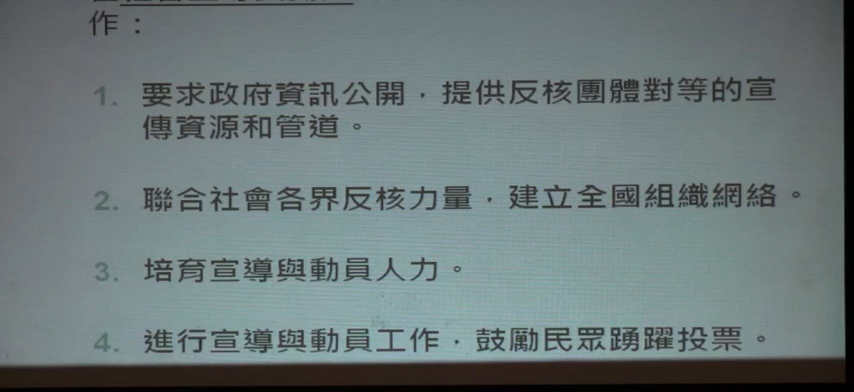 作：
1. 要求政府資訊公開，提供反核團體對等的宣
傳資源和管道。
2. 聯合社會各界反核力量，建立全國組織網絡。
3. 培育宣導與動員人力。
4. 進行宣導與動員工作，鼓勵民眾踴躍投票。